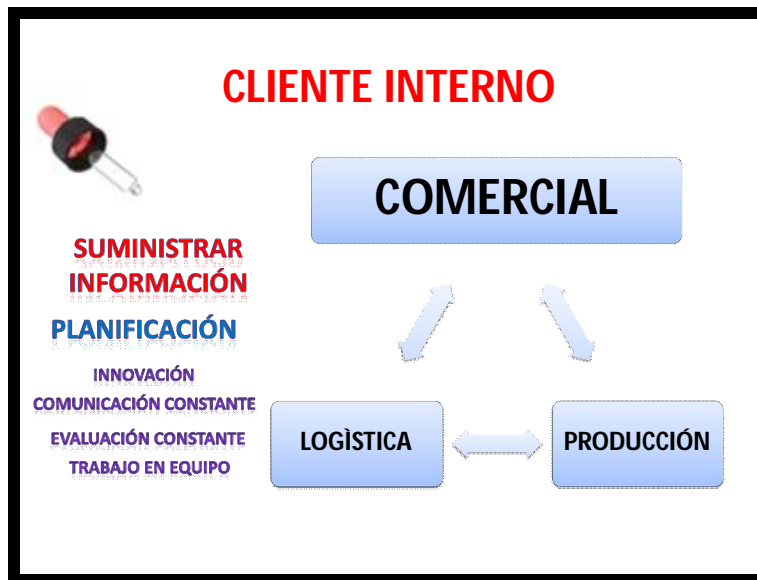 CLIENTE INTERNO
COMERCIAL
SUMINISTRAR
INFORMACIÓN
PLANIFICACIÓN
INNOVACIÓN
COMUNICACIÓN CONSTANTE
EVALUACIÓN CONSTANTE
TRABAJO EN EQUIPO
LOGÌSTICA
PRODUCCIÓN